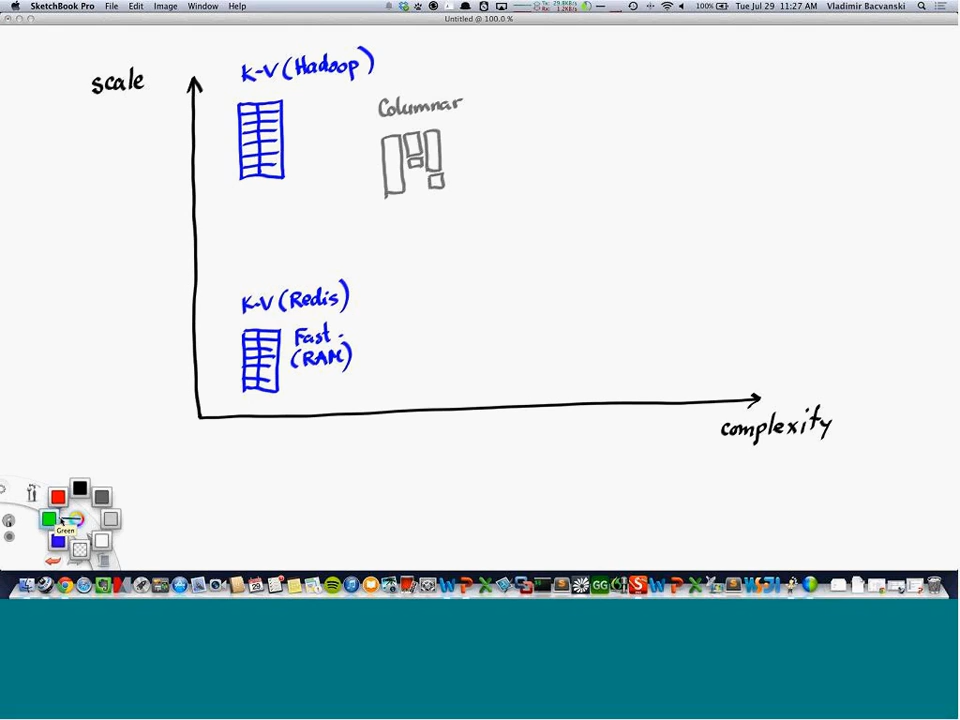 SketchBook Pro File Edit Image Window Help 100% Tue Jul 29 11:27 AM Vladimir Bacvanski
Untitled @ 100.0 %
scale
K-V (Hadoop)
Columnar
K-V (Redis)
Fast
(RAM)
complexity
Green